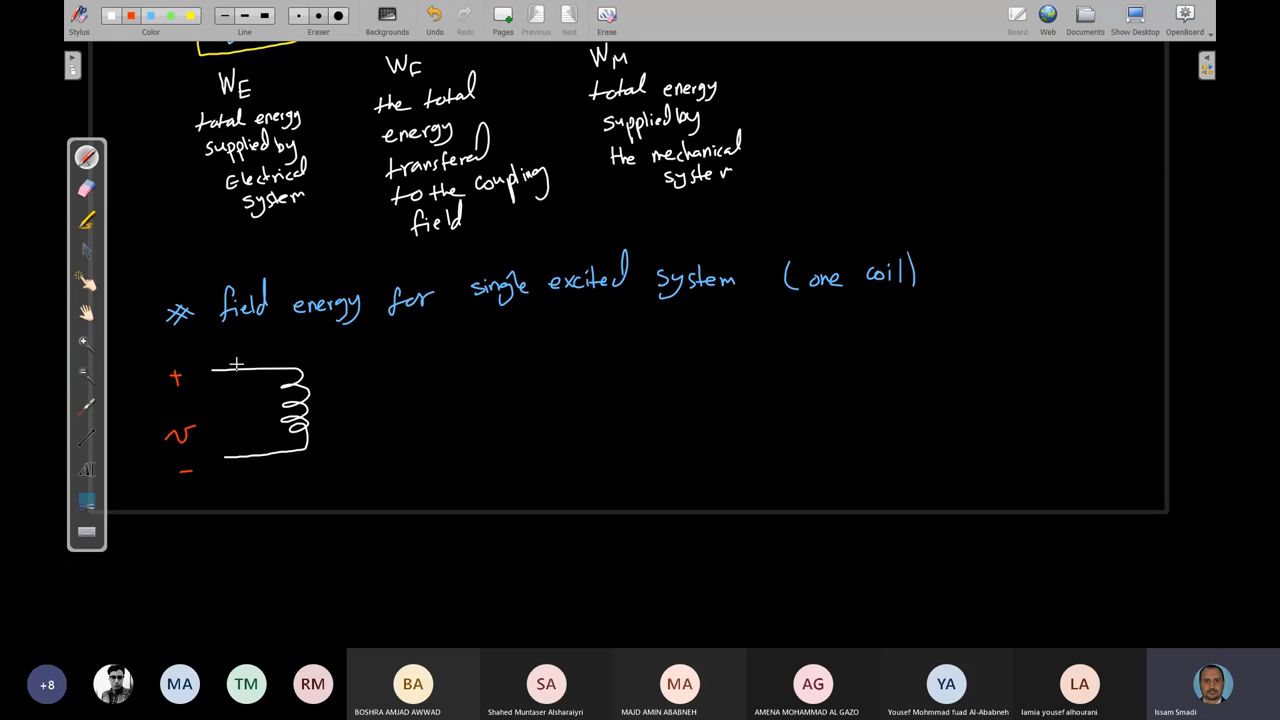 Stylus
Color
Line
Eraser
Backgrounds
Undo
Redo
Pages
Previous
Next
Erase
Board
Web
Documents
Show Desktop
OpenBoard
WE
total energy
supplied by
Electrical
system
WF
the total
energy
transfered
to the coupling
field
WM
total energy
supplied by
the mechanical
system
* field energy for single excited system (one coil)
+
v
-
AI
+8
MA
TM
RM
BA
BOSHRA AMJAD AWWAD
SA
Shahed Muntaser Alsharaiyri
MA
MAJD AMIN ABABNEH
AG
AMENA MOHAMMAD AL GAZO
YA
Yousef Mohmmad fuad Al-Ababneh
LA
lamia yousef alhourani
Issam Smadi